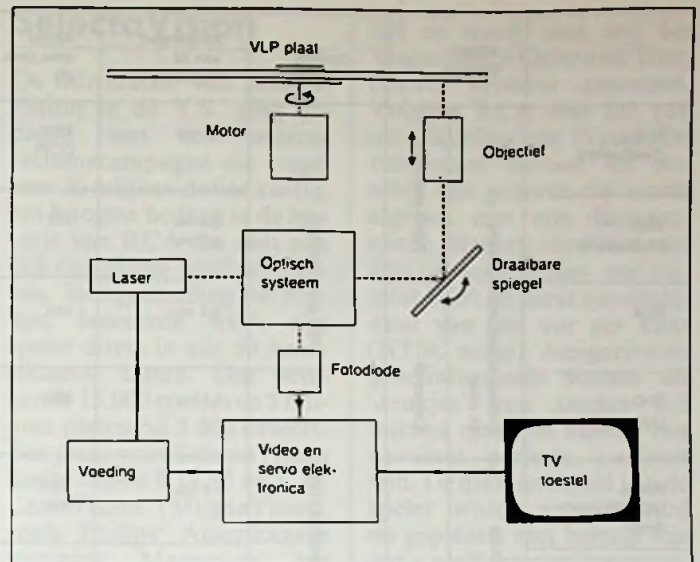 VLP plaat
Motor
Objectief
Laser
Optisch
systeem
Draaibare
spiegel
Fotodiode
Voeding
Video en
servo elek-
tronica
TV
toestel